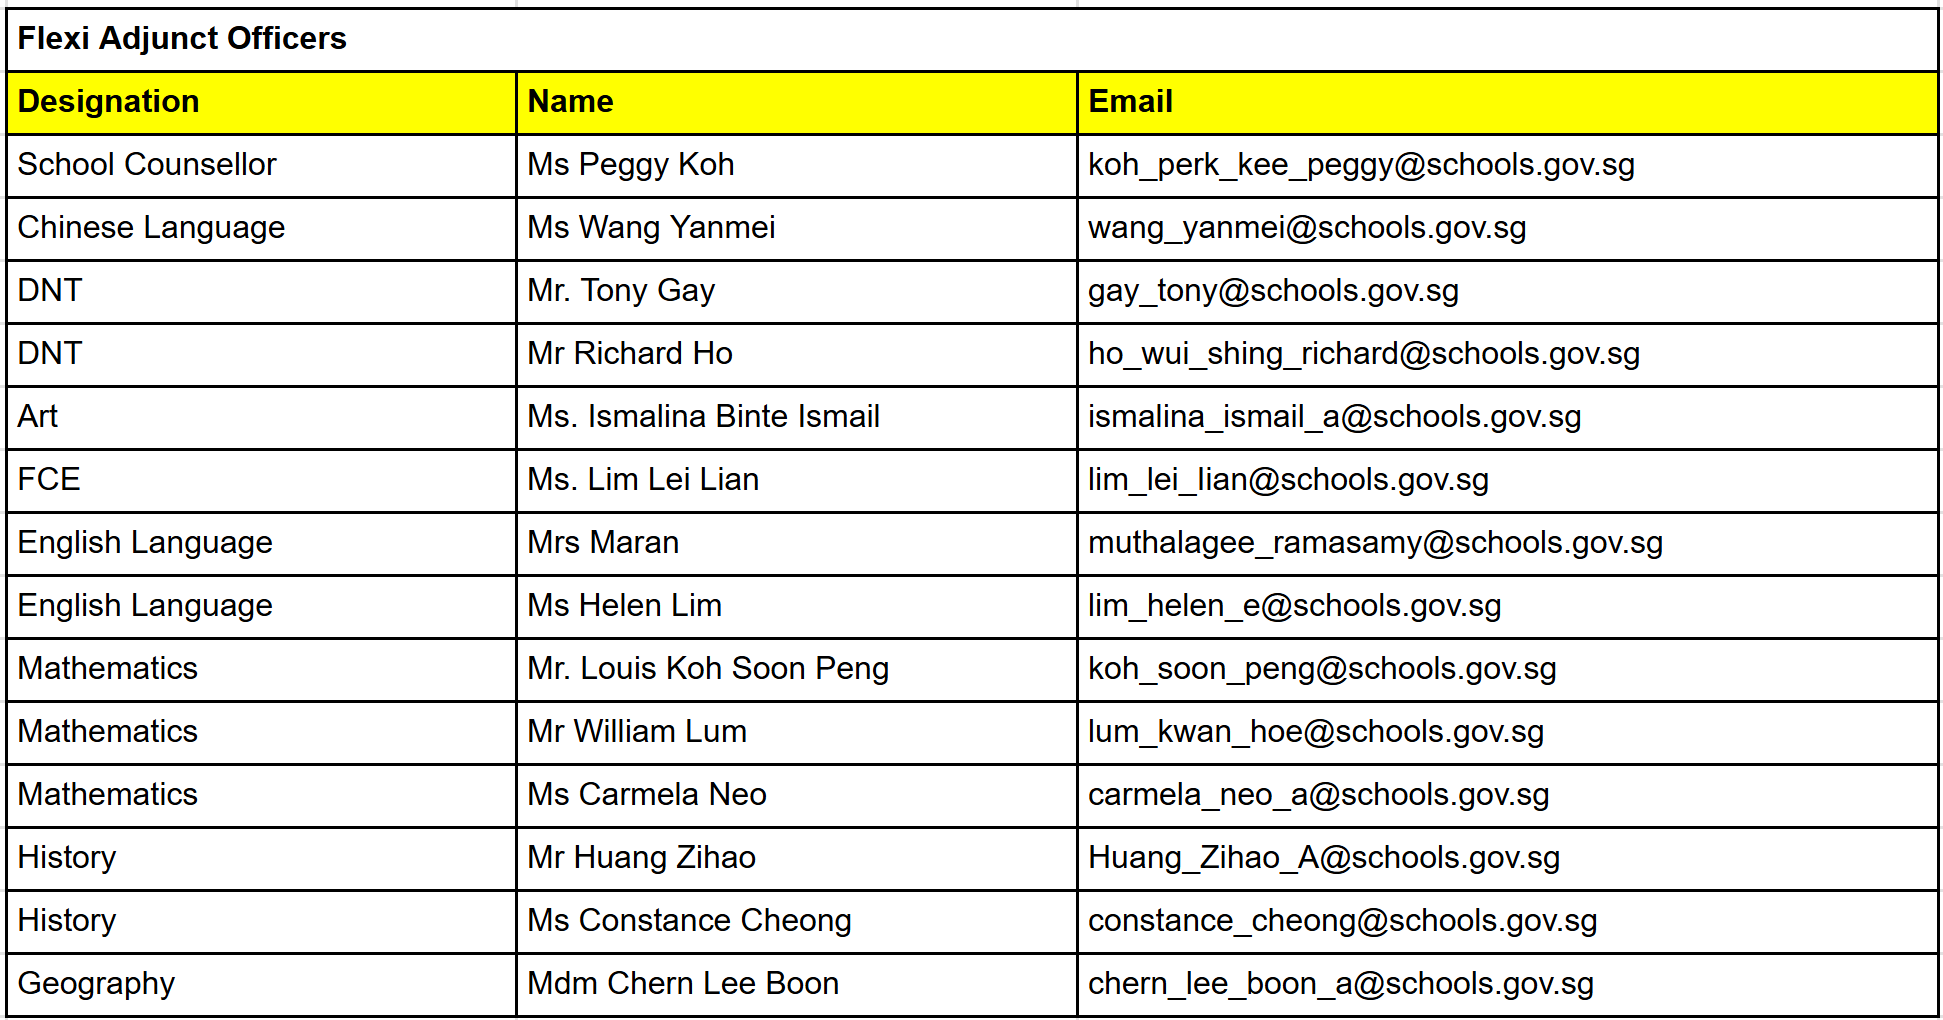 Flexi Adjunct Officers
Designation Name Email
School Counsellor Ms Peggy Koh koh_perk_kee_peggy@schools.gov.sg
Chinese Language Ms Wang Yanmei wang_yanmei@schools.gov.sg
DNT Mr. Tony Gay gay_tony@schools.gov.sg
DNT Mr Richard Ho ho_wui_shing_richard@schools.gov.sg
Art Ms. Ismalina Binte Ismail ismalina_ismail_a@schools.gov.sg
FCE Ms. Lim Lei Lian lim_lei_lian@schools.gov.sg
English Language Mrs Maran muthalagee_ramasamy@schools.gov.sg
English Language Ms Helen Lim lim_helen_e@schools.gov.sg
Mathematics Mr. Louis Koh Soon Peng koh_soon_peng@schools.gov.sg
Mathematics Mr William Lum lum_kwan_hoe@schools.gov.sg
Mathematics Ms Carmela Neo carmela_neo_a@schools.gov.sg
History Mr Huang Zihao Huang_Zihao_A@schools.gov.sg
History Ms Constance Cheong constance_cheong@schools.gov.sg
Geography Mdm Chern Lee Boon chern_lee_boon_a@schools.gov.sg